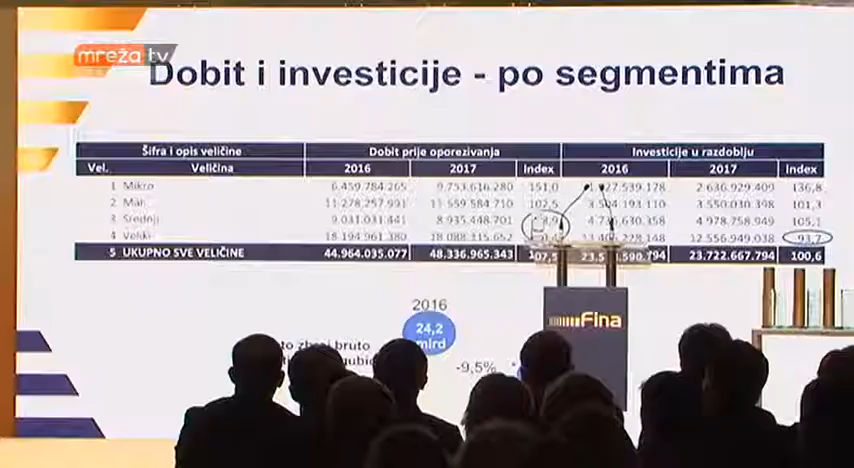 mreža tv
Dobit i investicije - po segmentima
Šifra i opis veličine Dobit prije oporezivanja Investicije u razdoblju
Vel. Veličina 2016 2017 Index 2016 2017 Index
1 Mikro 6.459.784.265 9.753.616.280 151,0 2.636.929.409 136,8
2 Mali 11.278.257.991 11.559.584.710 102,5 3.550.030.398 101,3
3 Srednji 9.031.031.441 8.935.448.701 4.978.758.949 105,1
4 Veliki 18.194.961.380 18.088.315.652 12.556.949.038 93,7
5 UKUPNO SVE VELIČINE 44.964.035.077 48.336.965.343 107,5 23.722.667.794 100,6
Fina
2016
24,2
mlrd
bruto
-9,5%